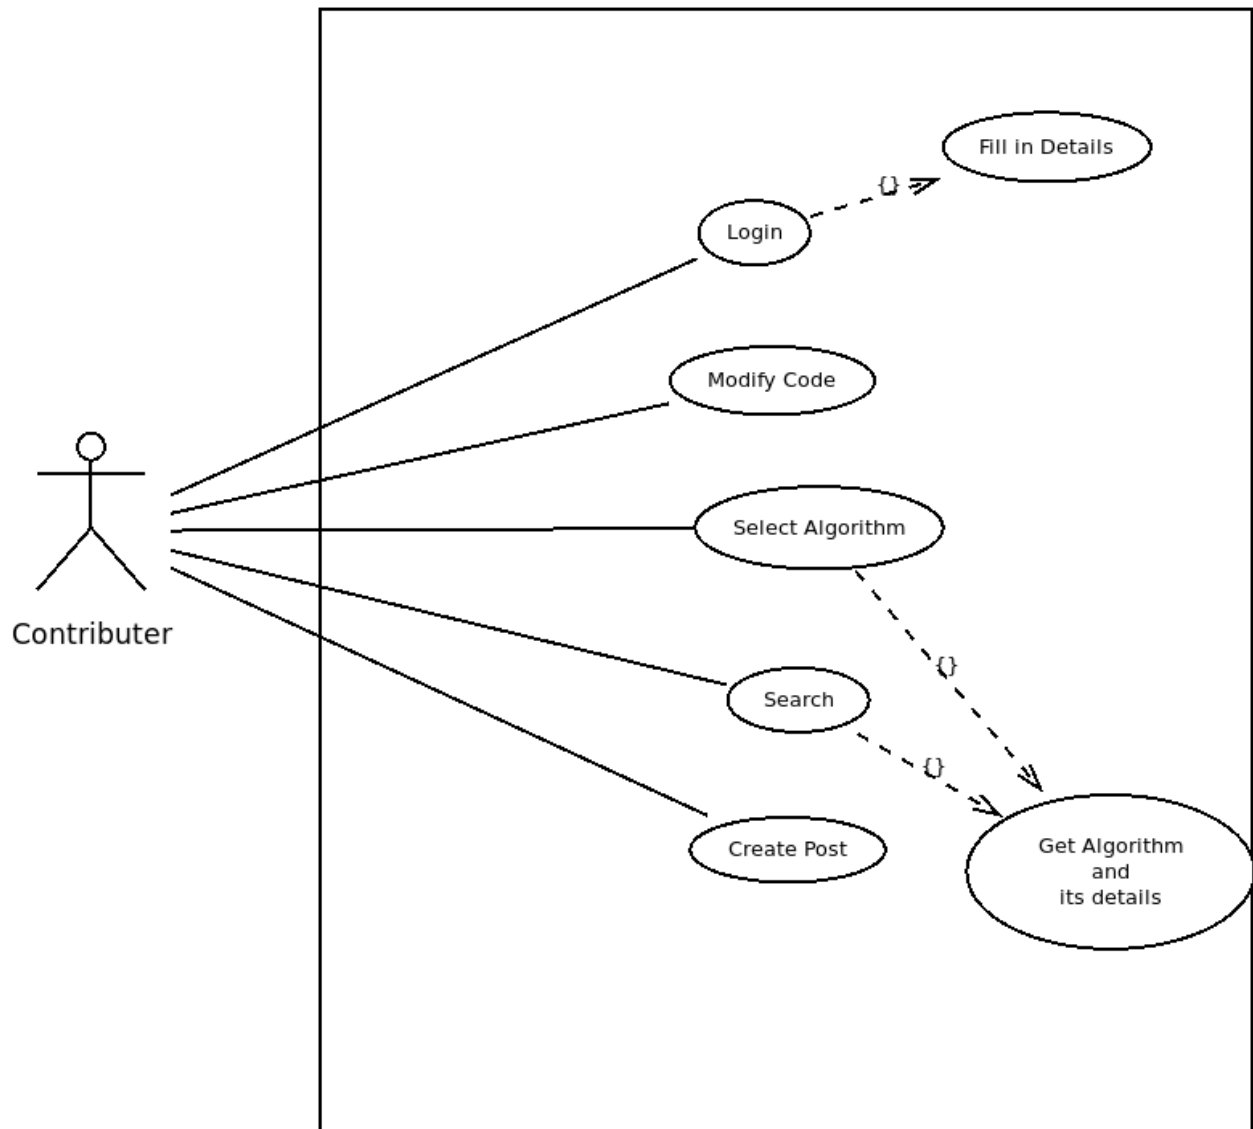 Fill in Details
{}
Login
Modify Code
Select Algorithm
Contributer
{}
Search
{}
Create Post
Get Algorithm
and
its details